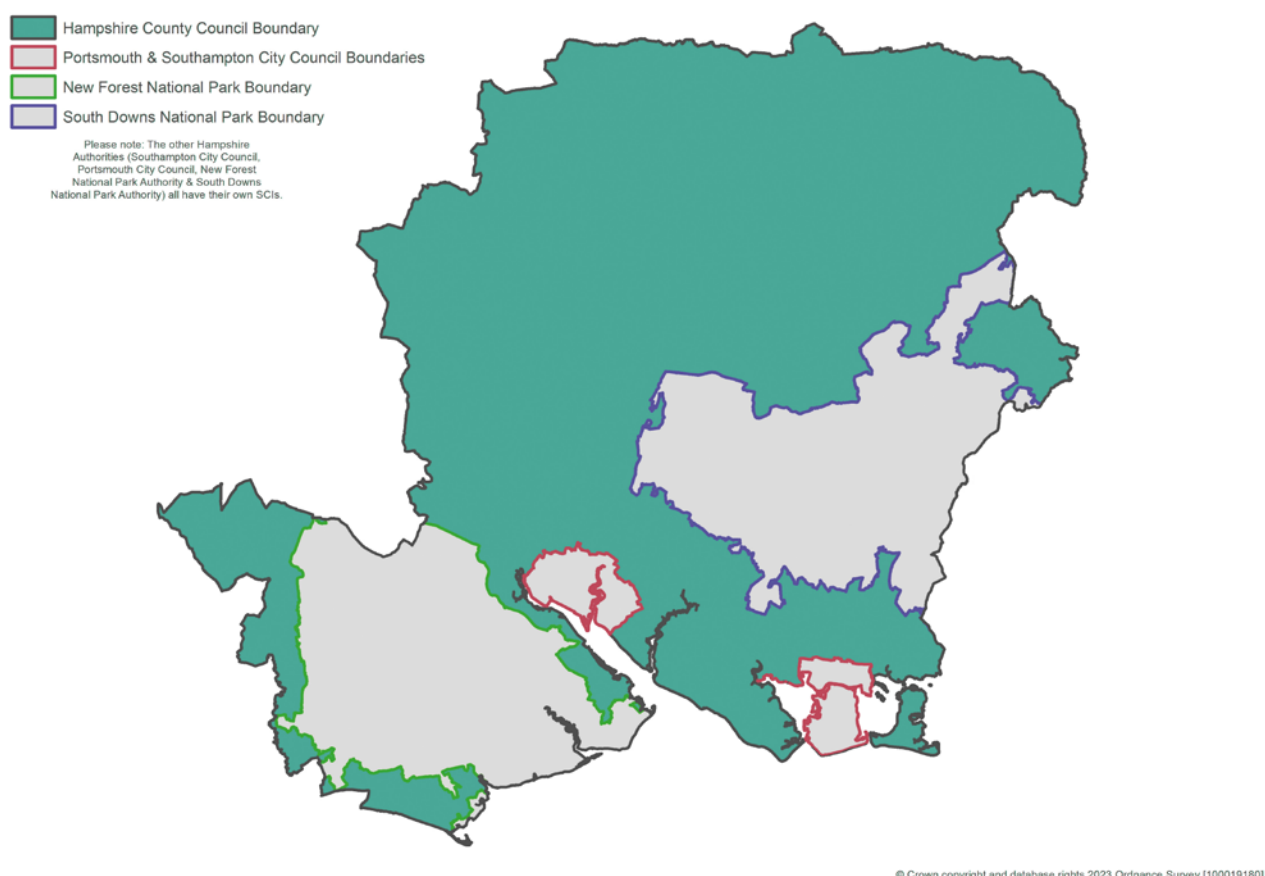 Hampshire County Council Boundary
Portsmouth & Southampton City Council Boundaries
New Forest National Park Boundary
South Downs National Park Boundary
Please note: The other Hampshire
Authorities (Southampton City Council,
Portsmouth City Council, New Forest
National Park Authority & South Downs
National Park Authority) all have their own SCIs.
© Crown copyright and database rights 2023 Ordnance Survey [100019180]